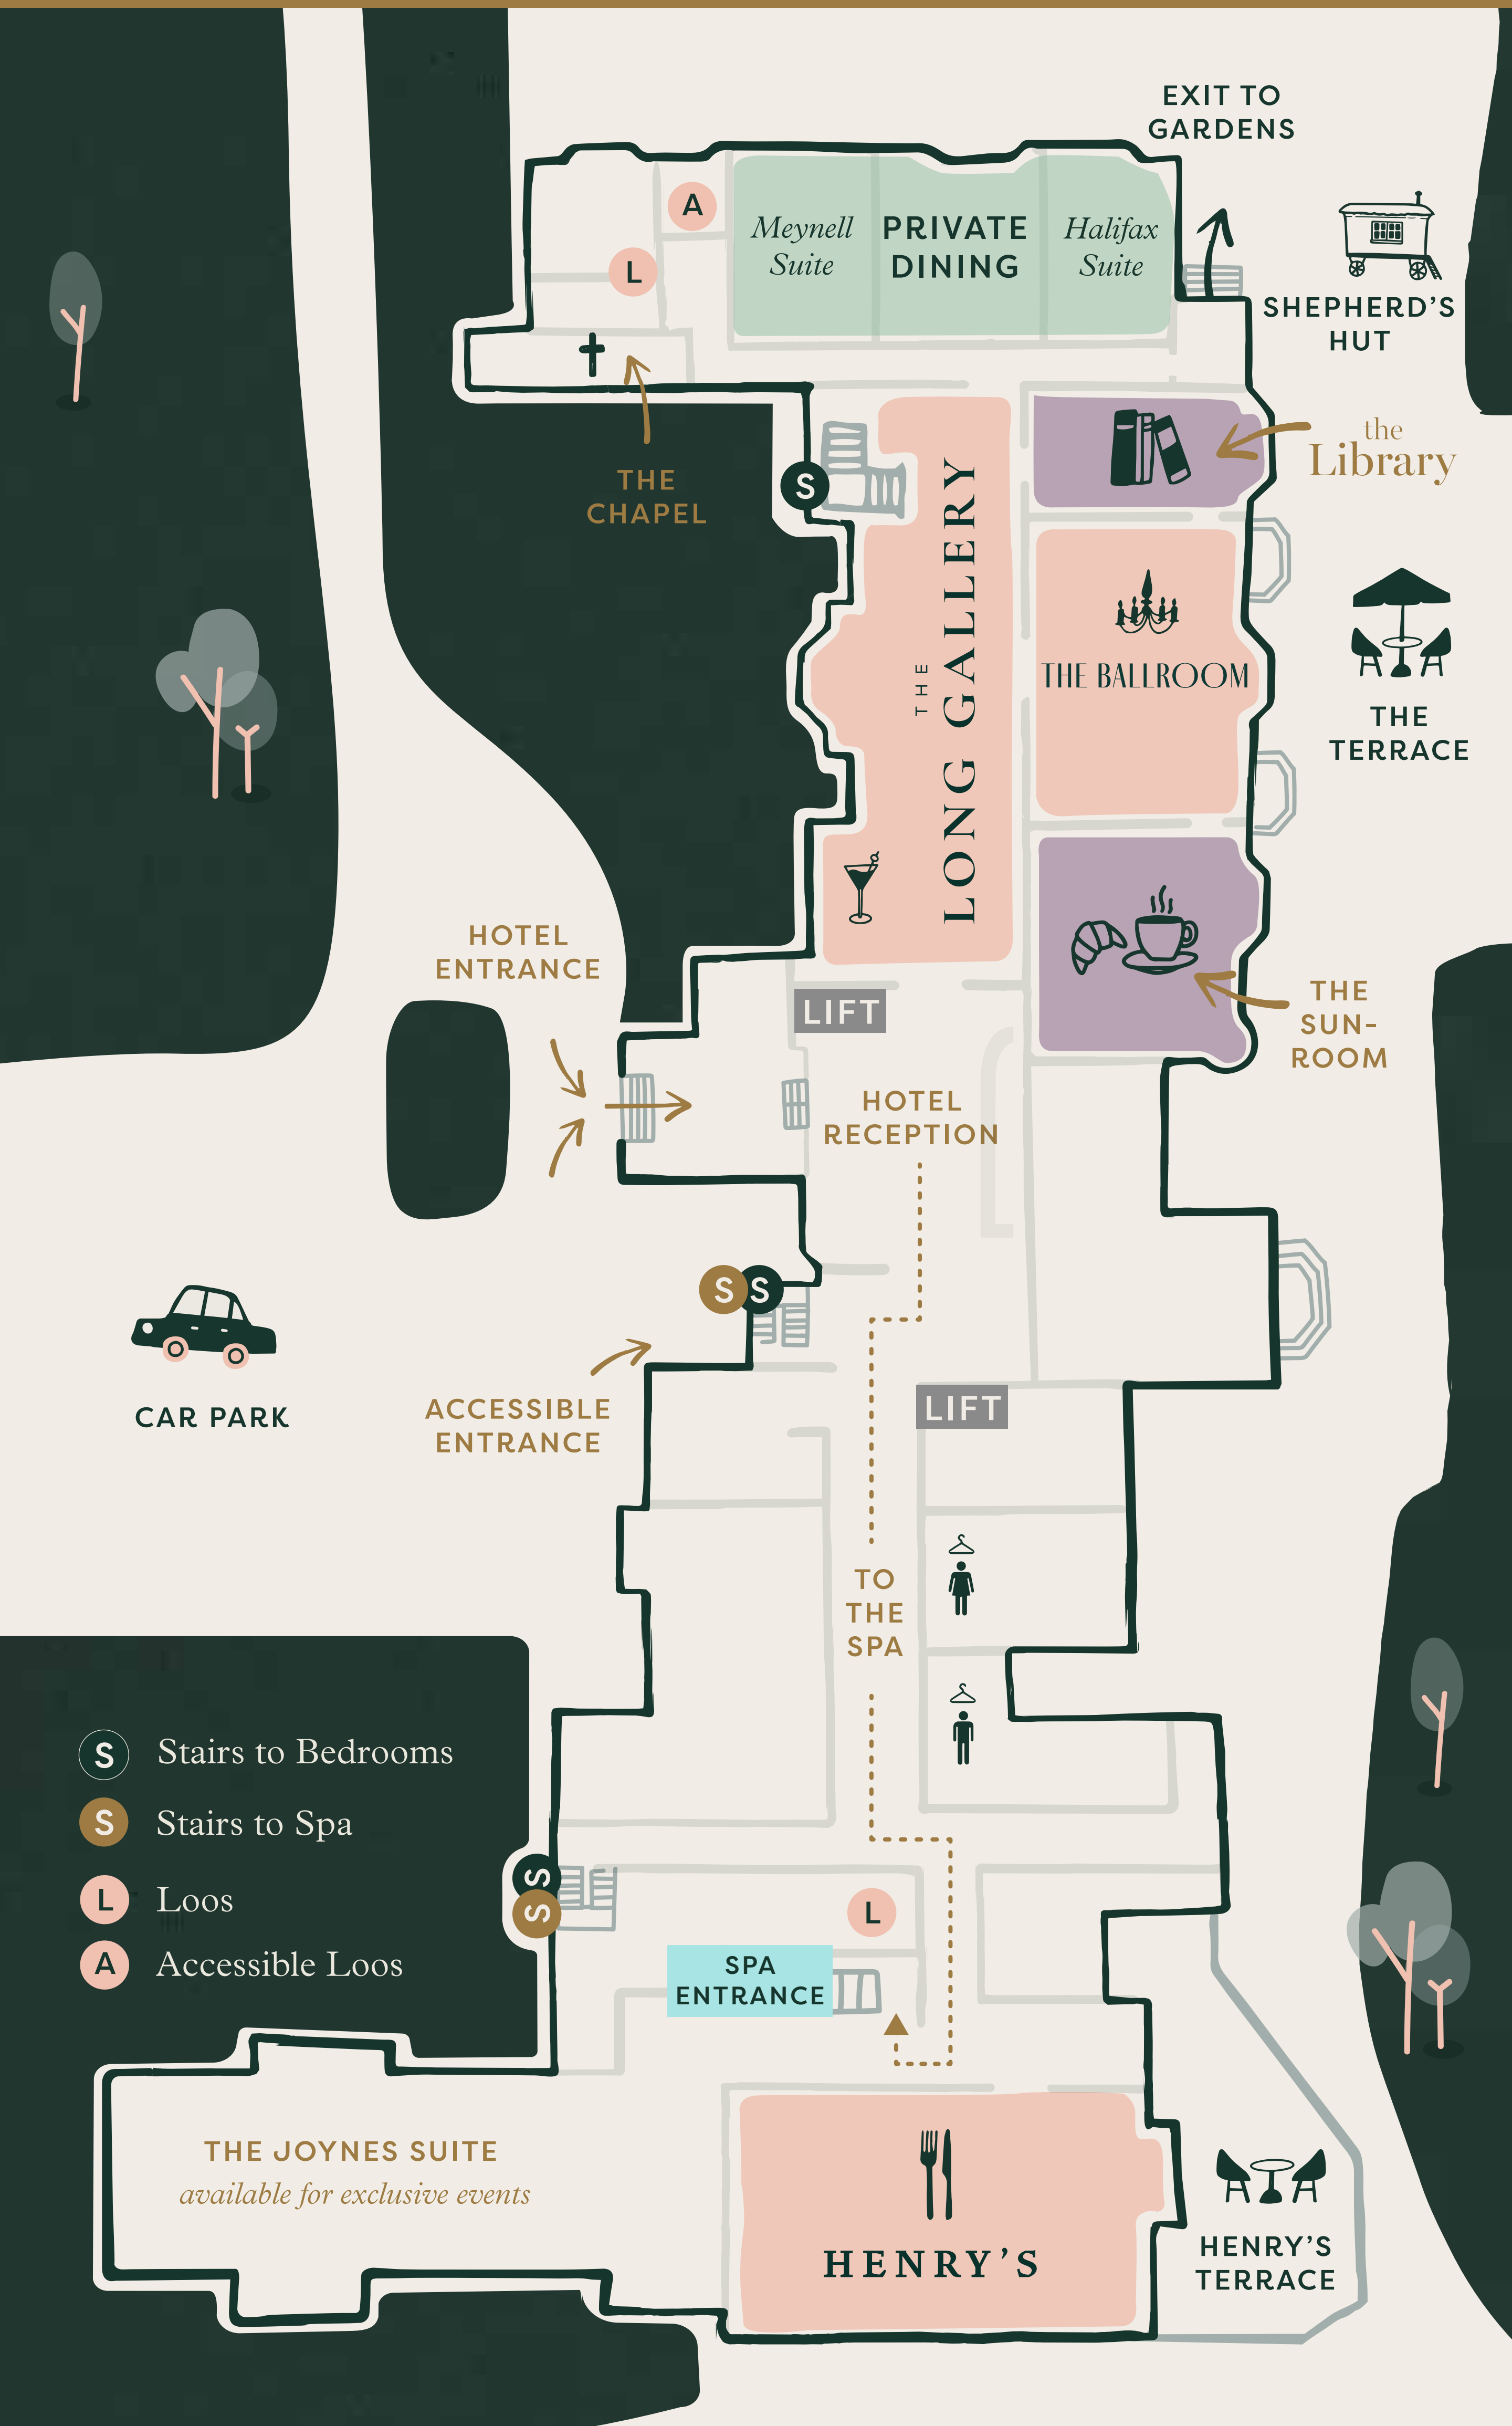 EXIT TO
GARDENS
A
Meynell
Suite
PRIVATE
DINING
Halifax
Suite
L
SHEPHERD'S
HUT
the
Library
THE
CHAPEL
S
THE
LONG GALLERY
THE BALLROOM
THE
TERRACE
HOTEL
ENTRANCE
LIFT
THE
SUN-
ROOM
HOTEL
RECEPTION
S
S
CAR PARK
ACCESSIBLE
ENTRANCE
LIFT
TO
THE
SPA
S Stairs to Bedrooms
S Stairs to Spa
L Loos
A Accessible Loos
S
S
L
SPA
ENTRANCE
THE JOYNES SUITE
available for exclusive events
HENRY'S
HENRY'S
TERRACE